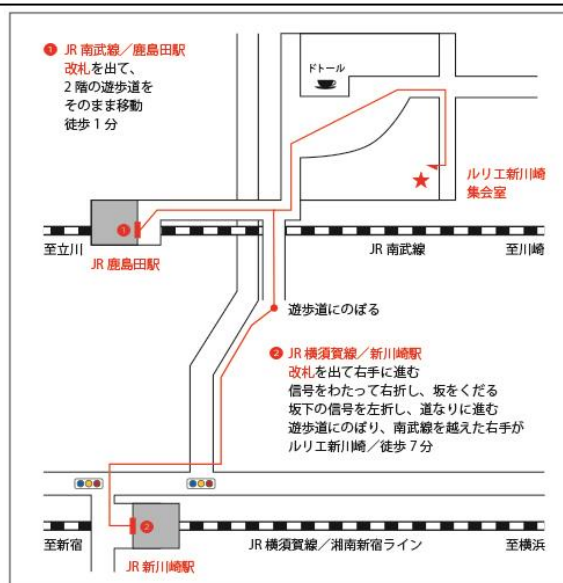 ❶ JR 南武線／鹿島田駅
改札を出て、
2 階の遊歩道を
そのまま移動
徒歩 1 分
ドトール
ルリエ新川崎
集会室
❶
至立川
JR 南武線
至川崎
JR 鹿島田駅
遊歩道にのぼる
❷ JR 横須賀線／新川崎駅
改札を出て右手に進む
信号をわたって右折し、坂をくだる
坂下の信号を左折し、道なりに進む
遊歩道にのぼり、南武線を越えた右手が
ルリエ新川崎／徒歩 7 分
❷
至新宿
JR 横須賀線／湘南新宿ライン
至横浜
JR 新川崎駅